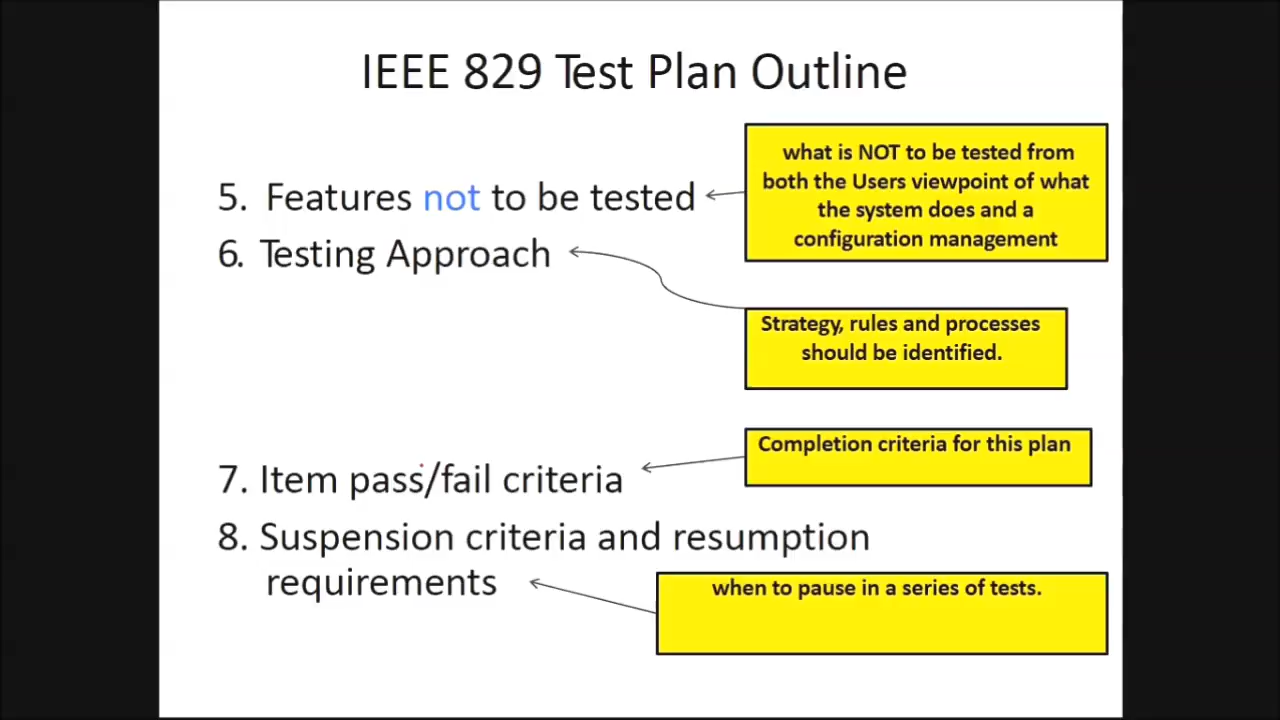 IEEE 829 Test Plan Outline
what is NOT to be tested from
both the Users viewpoint of what
the system does and a
configuration management
5. Features not to be tested
6. Testing Approach
Strategy, rules and processes
should be identified.
Completion criteria for this plan
7. Item pass/fail criteria
8. Suspension criteria and resumption
requirements
when to pause in a series of tests.